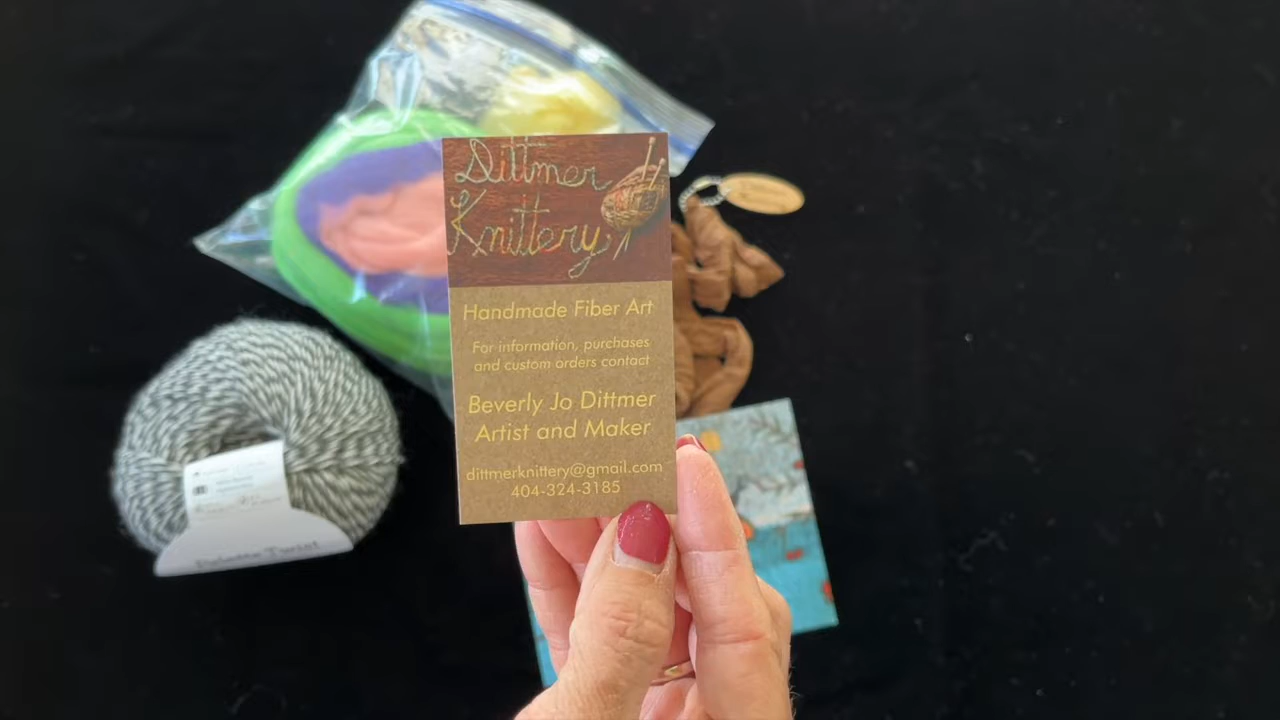 Dittmer
Knittery
Handmade Fiber Art
For information, purchases
and custom orders contact
Beverly Jo Dittmer
Artist and Maker
dittmerknittery@gmail.com
404-324-3185